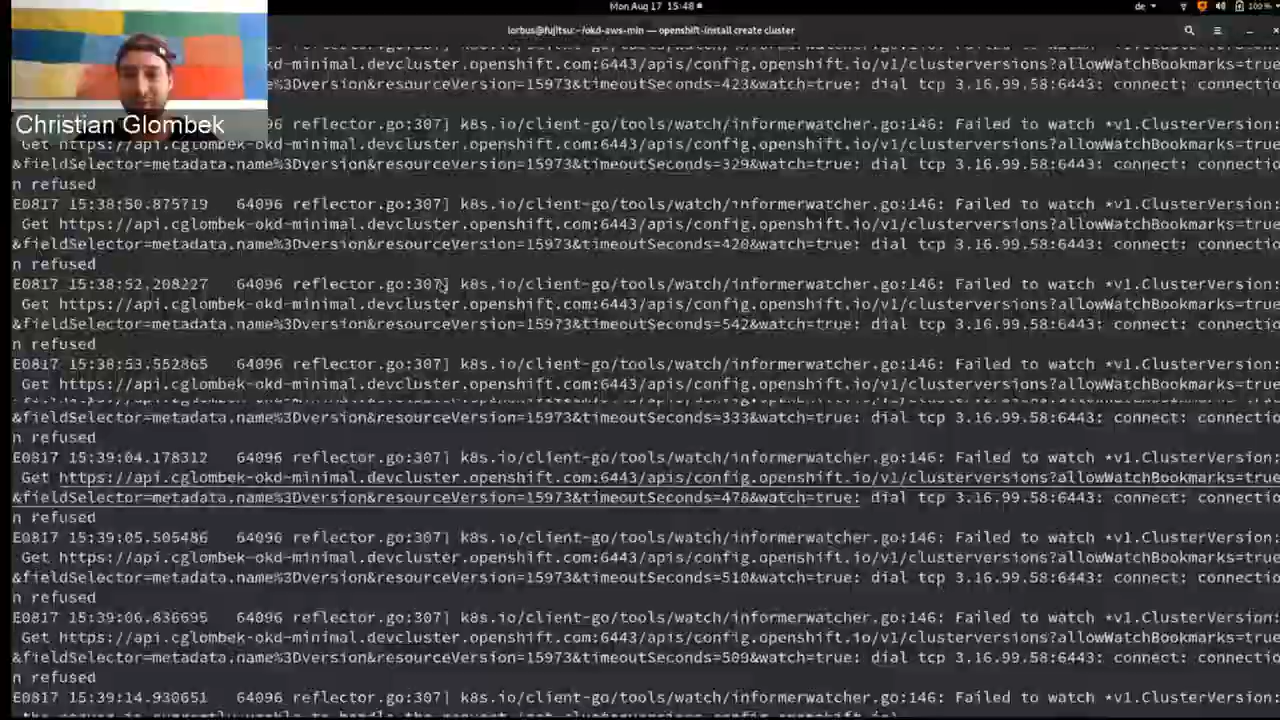 Mon Aug 17 15:48
de
100 %
lorbus@fujitsu:~/okd-aws-min — openshift-install create cluster
okd-minimal.devcluster.openshift.com:6443/apis/config.openshift.io/v1/clusterversions?allowWatchBookmarks=true
sion=15973&timeoutSeconds=423&watch=true: dial tcp 3.16.99.58:6443: connect: connectio
Christian Glombek
reflector.go:307] k8s.io/client-go/tools/watch/informerwatcher.go:146: Failed to watch *v1.ClusterVersion:
Get https://api.cglombek-okd-minimal.devcluster.openshift.com:6443/apis/config.openshift.io/v1/clusterversions?allowWatchBookmarks=true
&fieldSelector=metadata.name%3Dversion&resourceVersion=15973&timeoutSeconds=329&watch=true: dial tcp 3.16.99.58:6443: connect: connectio
n refused
E0817 15:38:50.875719 64096 reflector.go:307] k8s.io/client-go/tools/watch/informerwatcher.go:146: Failed to watch *v1.ClusterVersion:
Get https://api.cglombek-okd-minimal.devcluster.openshift.com:6443/apis/config.openshift.io/v1/clusterversions?allowWatchBookmarks=true
&fieldSelector=metadata.name%3Dversion&resourceVersion=15973&timeoutSeconds=420&watch=true: dial tcp 3.16.99.58:6443: connect: connectio
n refused
E0817 15:38:52.208227 64096 reflector.go:307] k8s.io/client-go/tools/watch/informerwatcher.go:146: Failed to watch *v1.ClusterVersion:
Get https://api.cglombek-okd-minimal.devcluster.openshift.com:6443/apis/config.openshift.io/v1/clusterversions?allowWatchBookmarks=true
&fieldSelector=metadata.name%3Dversion&resourceVersion=15973&timeoutSeconds=542&watch=true: dial tcp 3.16.99.58:6443: connect: connectio
n refused
E0817 15:38:53.552865 64096 reflector.go:307] k8s.io/client-go/tools/watch/informerwatcher.go:146: Failed to watch *v1.ClusterVersion:
Get https://api.cglombek-okd-minimal.devcluster.openshift.com:6443/apis/config.openshift.io/v1/clusterversions?allowWatchBookmarks=true
&fieldSelector=metadata.name%3Dversion&resourceVersion=15973&timeoutSeconds=333&watch=true: dial tcp 3.16.99.58:6443: connect: connectio
n refused
E0817 15:39:04.178312 64096 reflector.go:307] k8s.io/client-go/tools/watch/informerwatcher.go:146: Failed to watch *v1.ClusterVersion:
Get https://api.cglombek-okd-minimal.devcluster.openshift.com:6443/apis/config.openshift.io/v1/clusterversions?allowWatchBookmarks=true
&fieldSelector=metadata.name%3Dversion&resourceVersion=15973&timeoutSeconds=478&watch=true: dial tcp 3.16.99.58:6443: connect: connectio
n refused
E0817 15:39:05.505486 64096 reflector.go:307] k8s.io/client-go/tools/watch/informerwatcher.go:146: Failed to watch *v1.ClusterVersion:
Get https://api.cglombek-okd-minimal.devcluster.openshift.com:6443/apis/config.openshift.io/v1/clusterversions?allowWatchBookmarks=true
&fieldSelector=metadata.name%3Dversion&resourceVersion=15973&timeoutSeconds=510&watch=true: dial tcp 3.16.99.58:6443: connect: connectio
n refused
E0817 15:39:06.836695 64096 reflector.go:307] k8s.io/client-go/tools/watch/informerwatcher.go:146: Failed to watch *v1.ClusterVersion:
Get https://api.cglombek-okd-minimal.devcluster.openshift.com:6443/apis/config.openshift.io/v1/clusterversions?allowWatchBookmarks=true
&fieldSelector=metadata.name%3Dversion&resourceVersion=15973&timeoutSeconds=509&watch=true: dial tcp 3.16.99.58:6443: connect: connectio
n refused
E0817 15:39:14.930651 64096 reflector.go:307] k8s.io/client-go/tools/watch/informerwatcher.go:146: Failed to watch *v1.ClusterVersion: